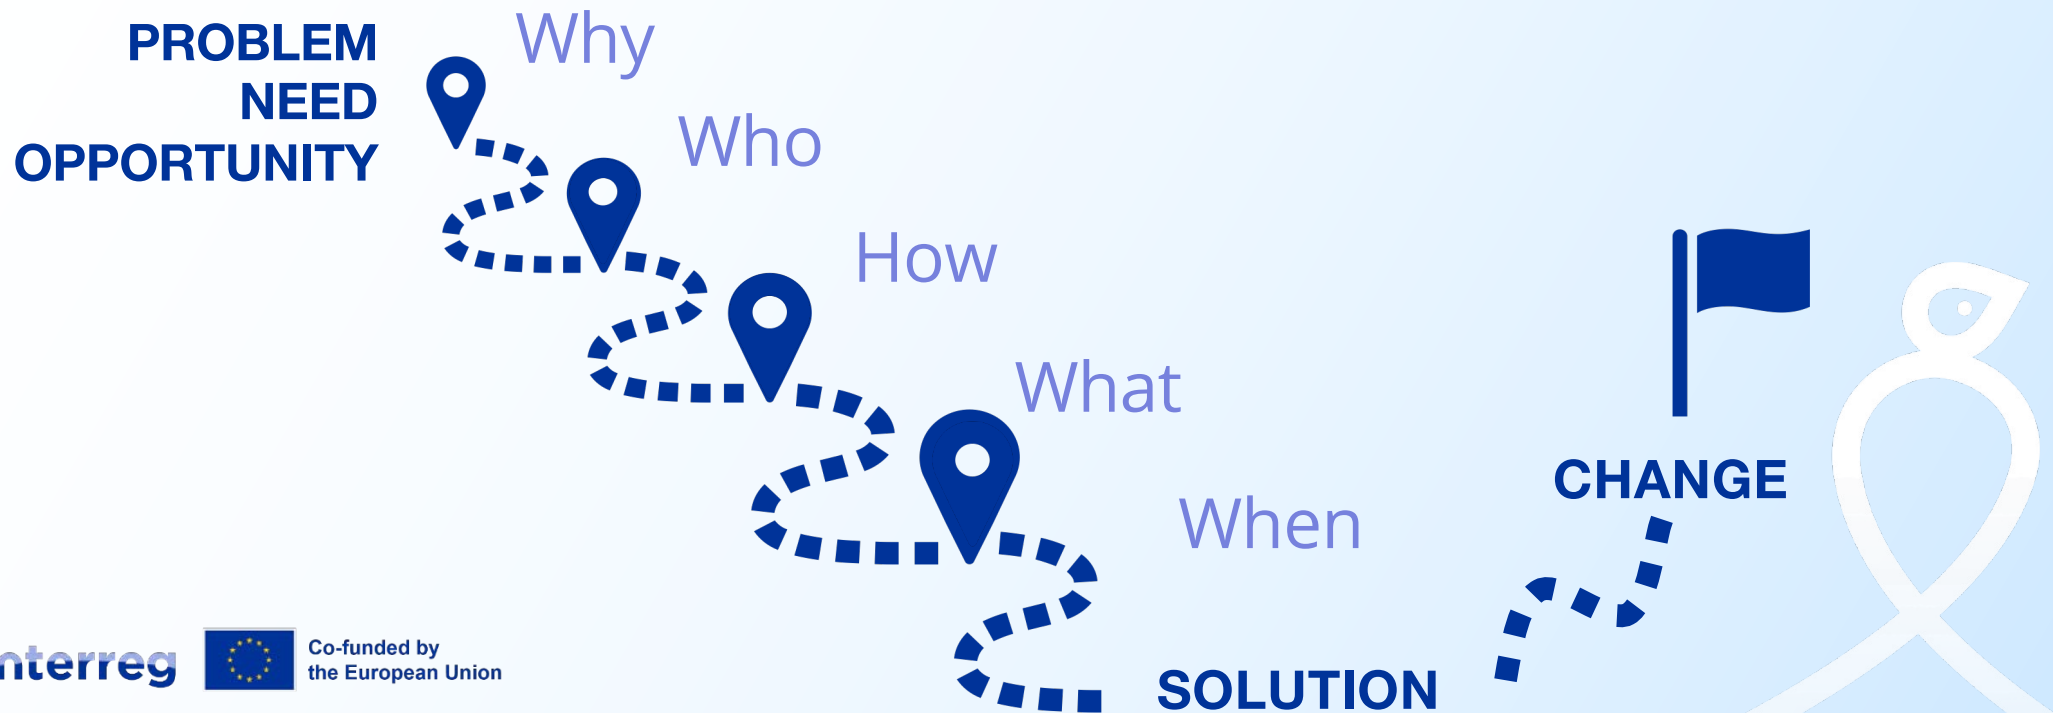 PROBLEM
NEED
OPPORTUNITY
Why
Who
How
What
When
CHANGE
SOLUTION
nterreg
Co-funded by
the European Union